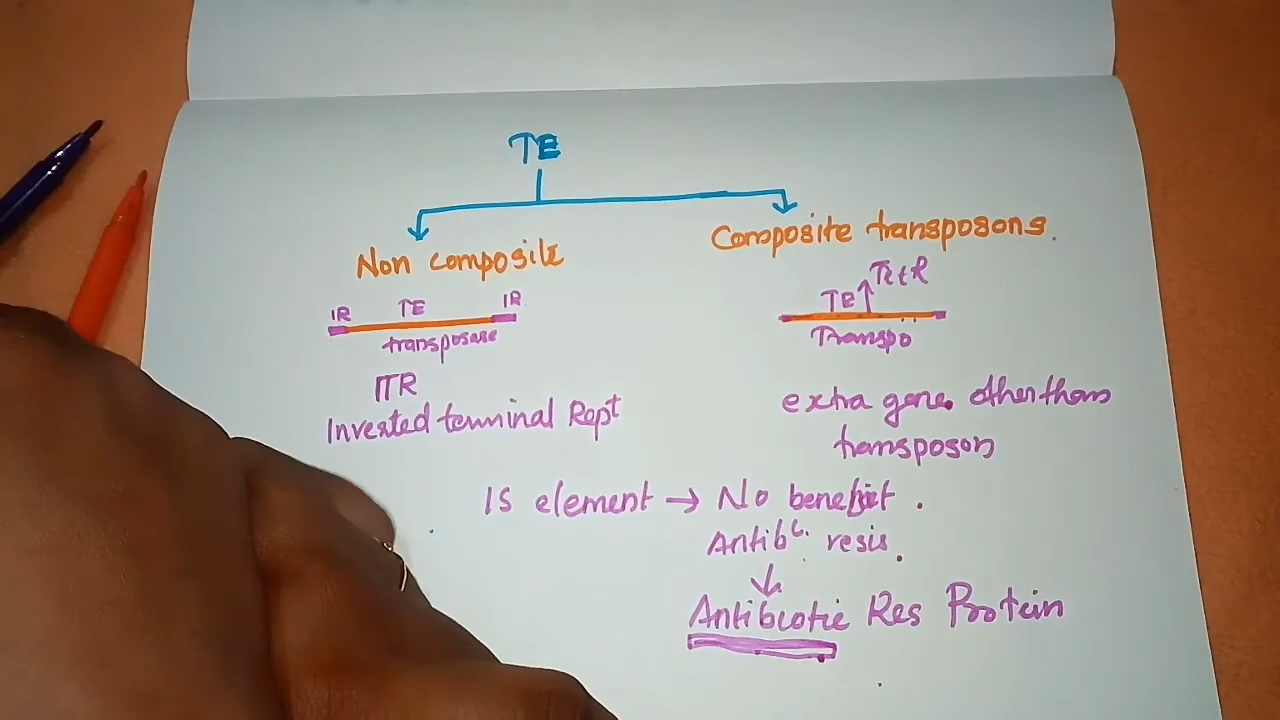 TE
Non composite
Composite transposons.
IR TE IR
transposase
ITR
Inverted terminal Rept
TE TetR
Transpo
extra gene. other than
transposon
IS element → No benefit.
Antib resis.
↓
Antibiotic Res Protein